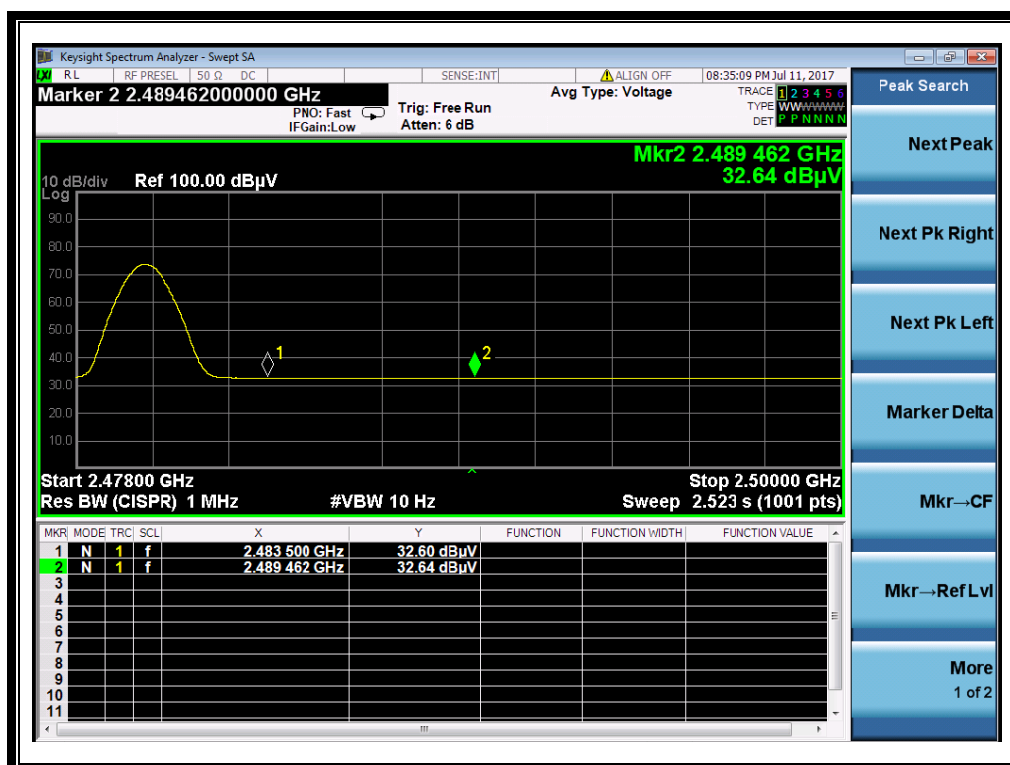 Keysight Spectrum Analyzer - Swept SA
LXI RL RF PRESEL 50 Ω DC SENSE:INT ALIGN OFF 08:35:09 PM Jul 11, 2017
Marker 2 2.489462000000 GHz
PNO: Fast
IFGain:Low
Trig: Free Run
Atten: 6 dB
Avg Type: Voltage
TRACE 1 2 3 4 5 6
TYPE WWWWWW
DET P P N N N N
Mkr2 2.489 462 GHz
32.64 dBµV
10 dB/div Ref 100.00 dBµV
Log
90.0
80.0
70.0
60.0
50.0
40.0
30.0
20.0
10.0
1
2
Start 2.47800 GHz Stop 2.50000 GHz
Res BW (CISPR) 1 MHz #VBW 10 Hz Sweep 2.523 s (1001 pts)
MKR MODE TRC SCL X Y FUNCTION FUNCTION WIDTH FUNCTION VALUE
1 N 1 f 2.483 500 GHz 32.60 dBµV
2 N 1 f 2.489 462 GHz 32.64 dBµV
3
4
5
6
7
8
9
10
11
Peak Search
Next Peak
Next Pk Right
Next Pk Left
Marker Delta
Mkr→CF
Mkr→Ref Lvl
More
1 of 2